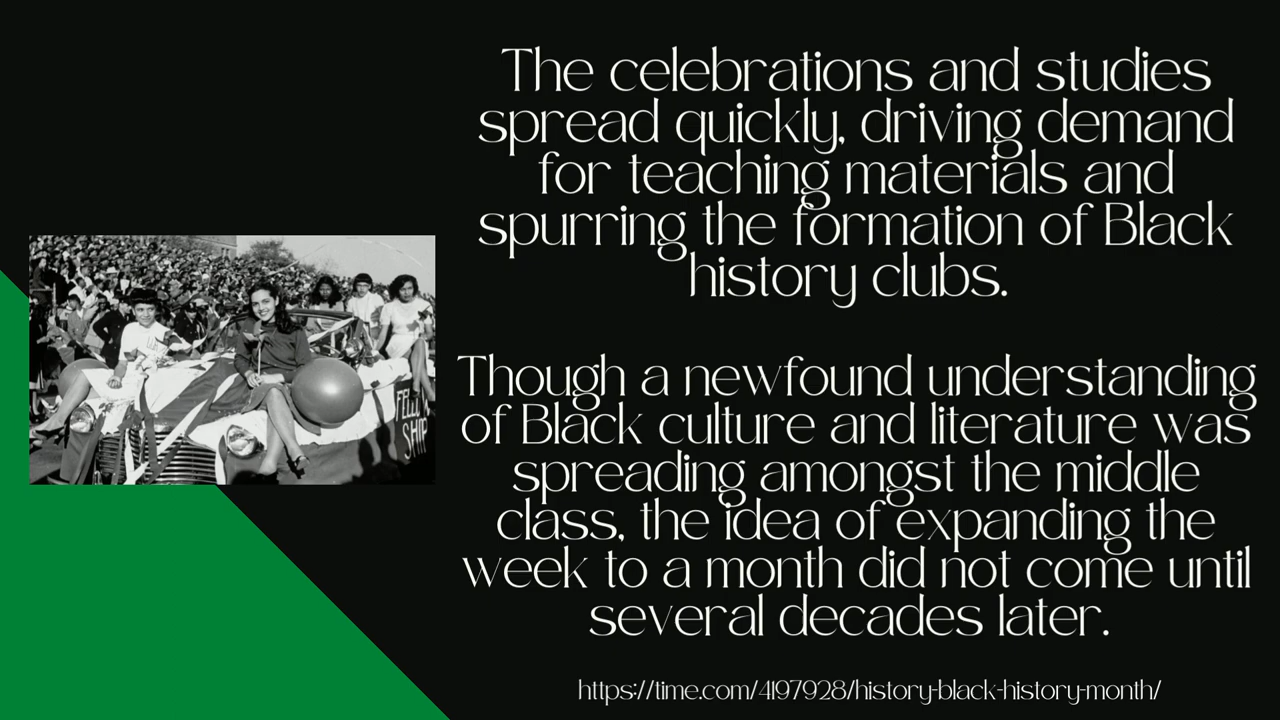 The celebrations and studies
spread quickly, driving demand
for teaching materials and
spurring the formation of Black
history clubs.
Though a newfound understanding
of Black culture and literature was
spreading amongst the middle
class, the idea of expanding the
week to a month did not come until
several decades later.
https://time.com/4197928/history-black-history-month/
SHIP